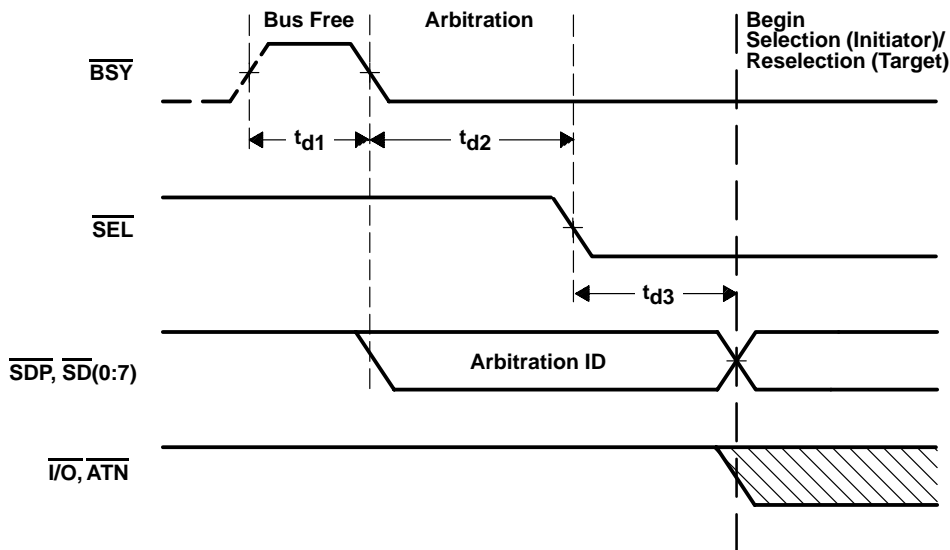 Bus Free
Arbitration
Begin
Selection (Initiator)/
Reselection (Target)
BSY
td1
td2
SEL
td3
SDP, SD(0:7)
Arbitration ID
I/O, ATN